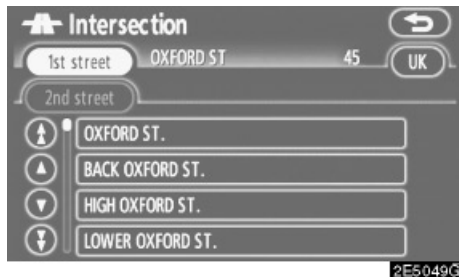 Intersection
1st street OXFORD ST 45 UK
2nd street
OXFORD ST.
BACK OXFORD ST.
HIGH OXFORD ST.
LOWER OXFORD ST.
2E5049G